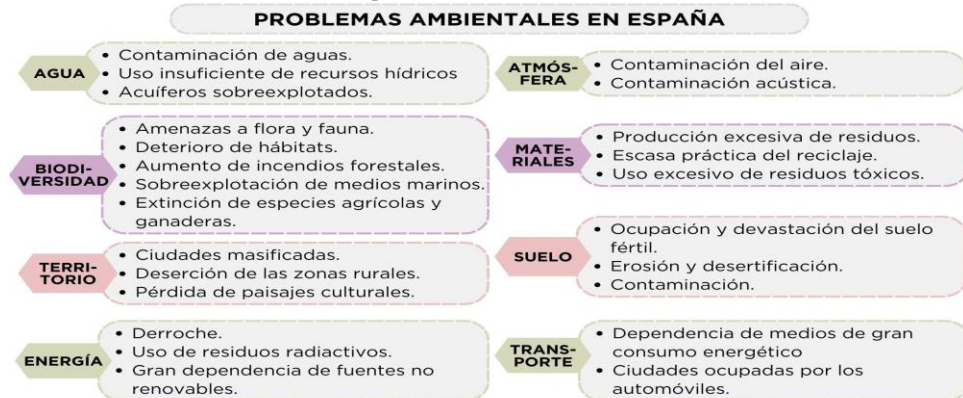 PROBLEMAS AMBIENTALES EN ESPAÑA
AGUA
• Contaminación de aguas.
• Uso insuficiente de recursos hídricos
• Acuíferos sobreexplotados.
ATMÓS-
FERA
• Contaminación del aire.
• Contaminación acústica.
BIODI-
VERSIDAD
• Amenazas a flora y fauna.
• Deterioro de hábitats.
• Aumento de incendios forestales.
• Sobreexplotación de medios marinos.
• Extinción de especies agrícolas y
ganaderas.
MATE-
RIALES
• Producción excesiva de residuos.
• Escasa práctica del reciclaje.
• Uso excesivo de residuos tóxicos.
TERRI-
TORIO
• Ciudades masificadas.
• Deserción de las zonas rurales.
• Pérdida de paisajes culturales.
SUELO
• Ocupación y devastación del suelo
fértil.
• Erosión y desertificación.
• Contaminación.
ENERGÍA
• Derroche.
• Uso de residuos radiactivos.
• Gran dependencia de fuentes no
renovables.
TRANS-
PORTE
• Dependencia de medios de gran
consumo energético
• Ciudades ocupadas por los
automóviles.